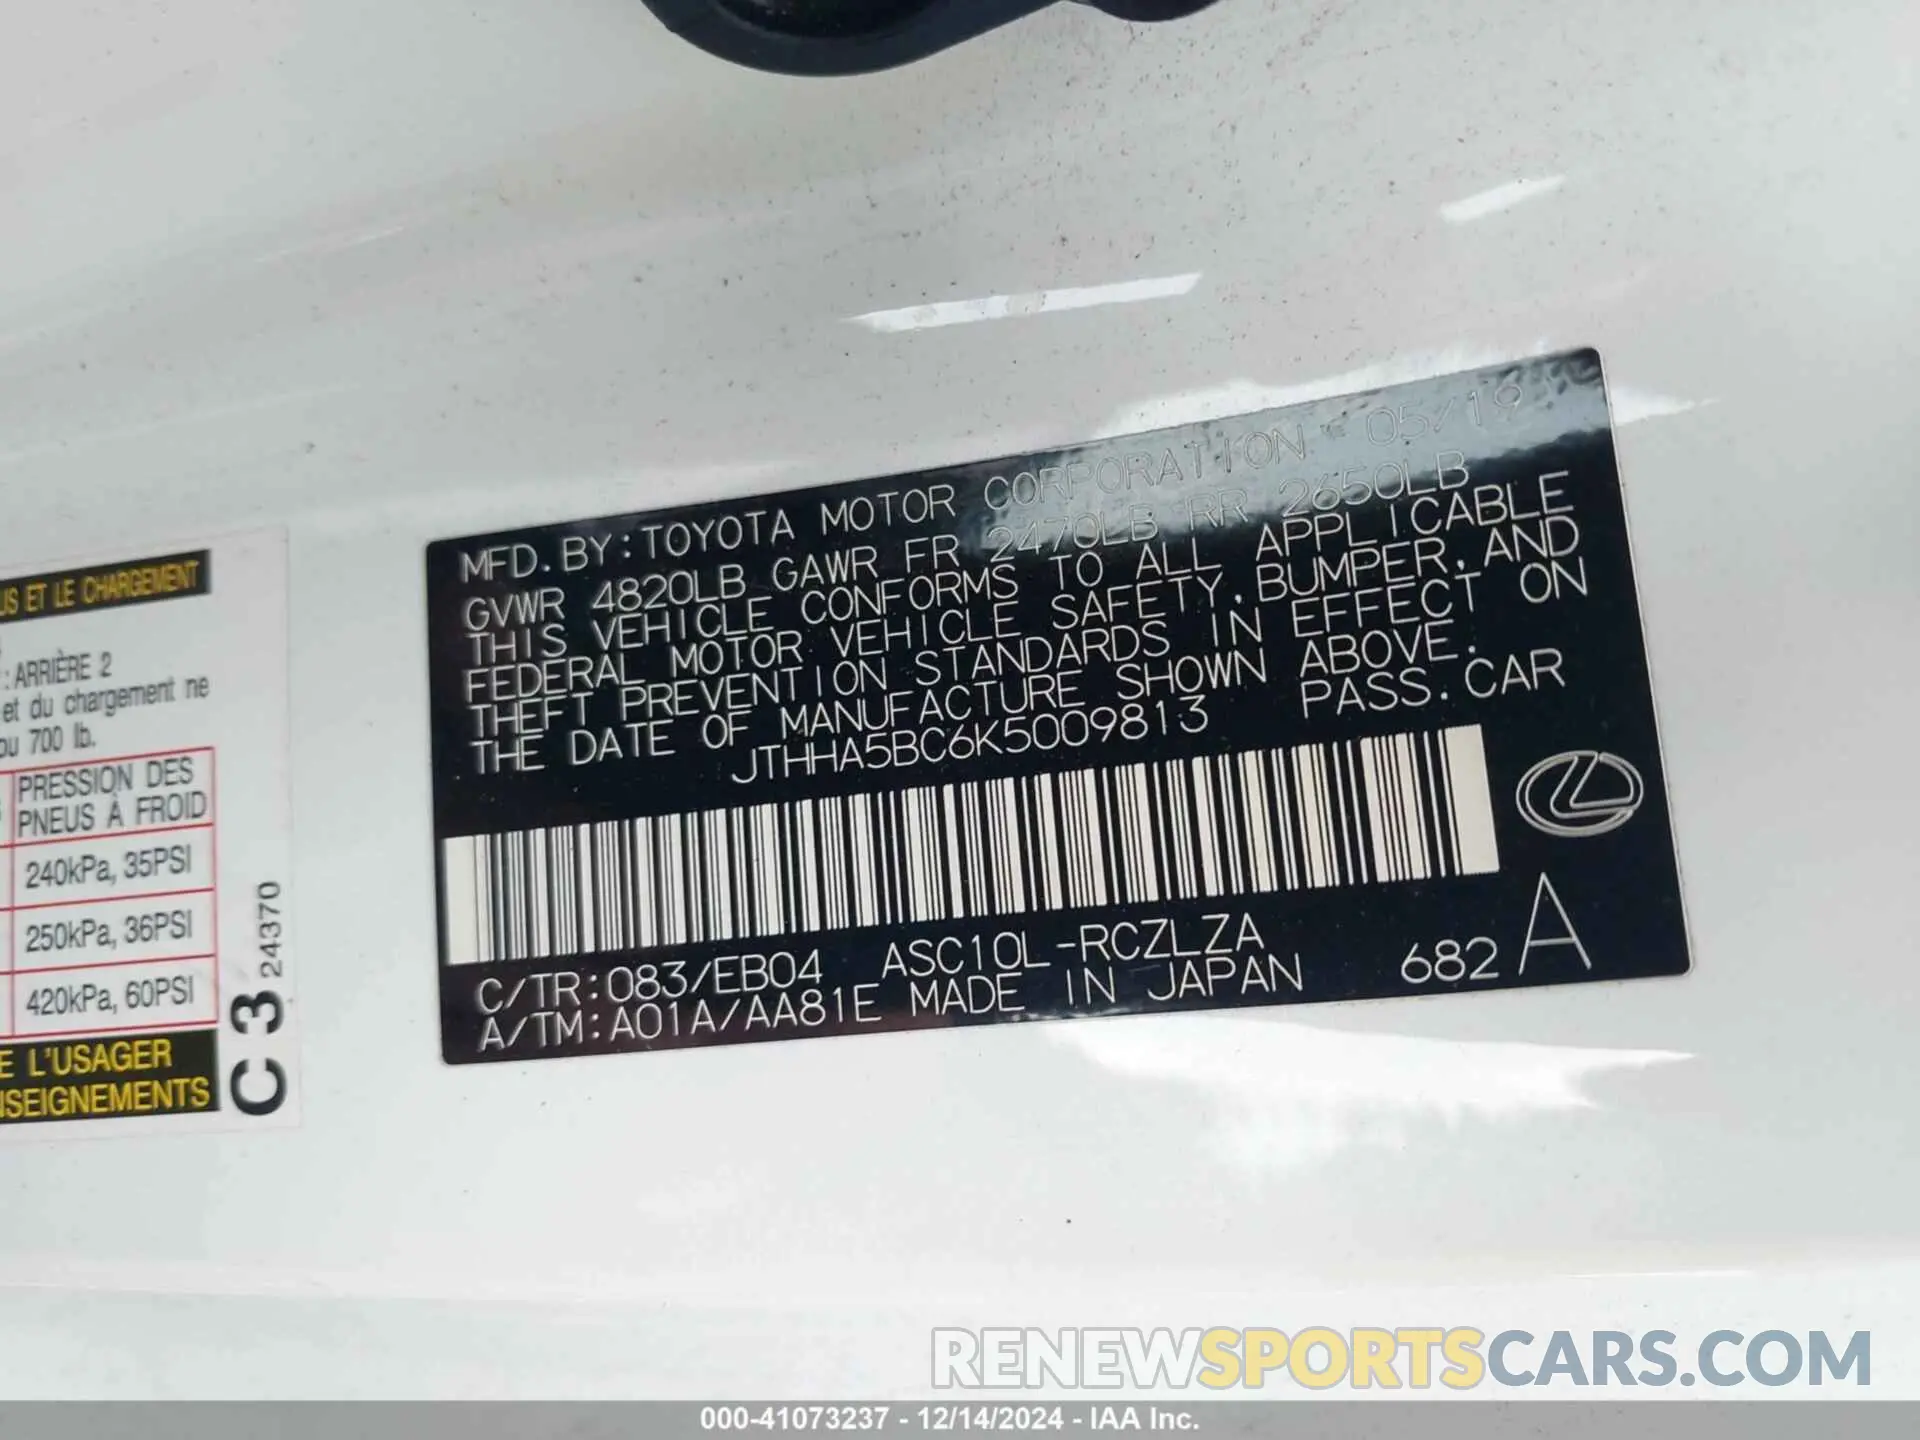 US ET LE CHARGEMENT
: ARRIÈRE 2
et du chargement ne
ou 700 lb.
PRESSION DES
PNEUS À FROID
240kPa, 35PSI
250kPa, 36PSI
420kPa, 60PSI
E L'USAGER
NSEIGNEMENTS
C3
24370
MFD. BY: TOYOTA MOTOR CORPORATION 05/19
GVWR 4820LB GAWR FR 2470LB RR 2650LB
THIS VEHICLE CONFORMS TO ALL APPLICABLE
FEDERAL MOTOR VEHICLE SAFETY, BUMPER, AND
THEFT PREVENTION STANDARDS IN EFFECT ON
THE DATE OF MANUFACTURE SHOWN ABOVE.
JTHHA5BC6K5009813 PASS. CAR
C/TR: 083/EB04 ASC10L-RCZLZA
A/TM: A01A/AA81E MADE IN JAPAN 682 A
RENEWSPORTSCARS.COM
000-41073237 - 12/14/2024 - IAA Inc.